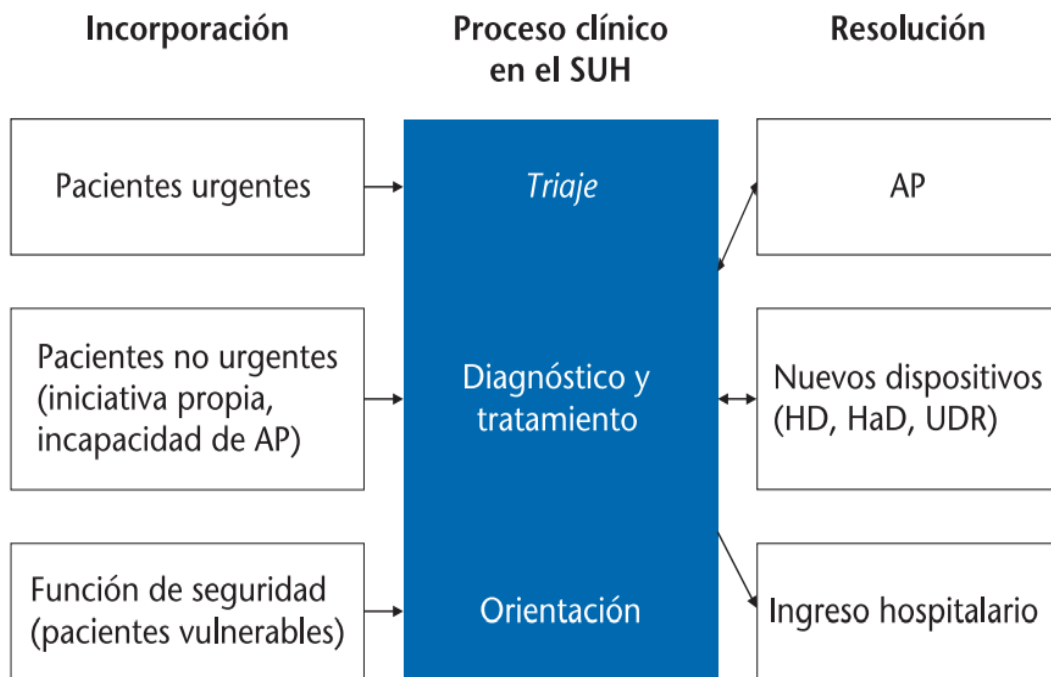 Incorporación
Proceso clínico
en el SUH
Resolución
Pacientes urgentes
Triaje
AP
Pacientes no urgentes
(iniciativa propia,
incapacidad de AP)
Diagnóstico y
tratamiento
Nuevos dispositivos
(HD, HaD, UDR)
Función de seguridad
(pacientes vulnerables)
Orientación
Ingreso hospitalario